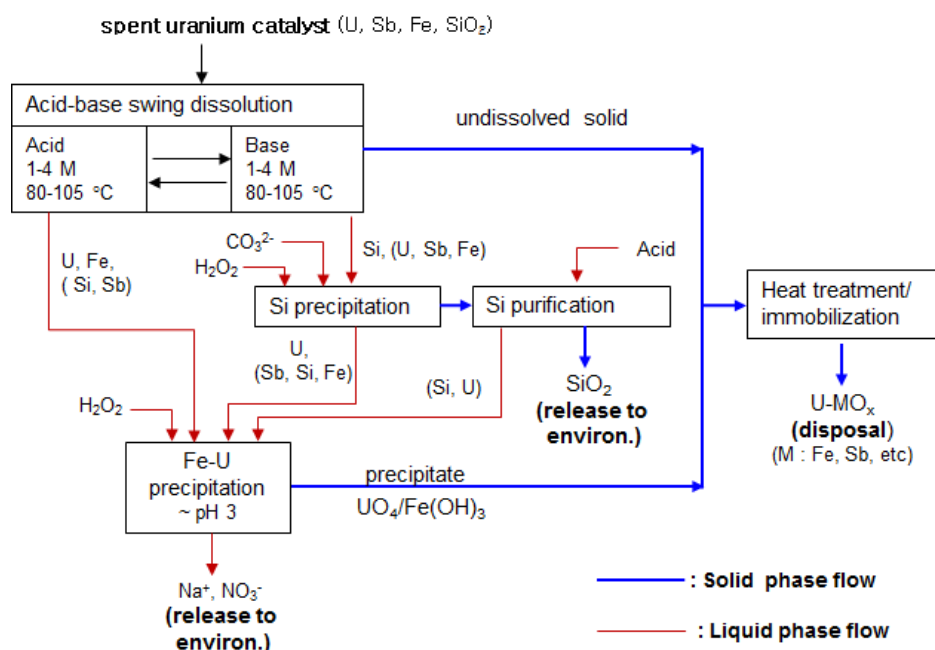 spent uranium catalyst (U, Sb, Fe, SiO₂)
Acid-base swing dissolution
Acid
1-4 M
80-105 °C
Base
1-4 M
80-105 °C
undissolved solid
U, Fe,
( Si, Sb)
CO₃²⁻
H₂O₂
Si, (U, Sb, Fe)
Acid
Si precipitation
Si purification
Heat treatment/
immobilization
U,
(Sb, Si, Fe)
(Si, U)
SiO₂
(release to
environ.)
U-MOₓ
(disposal)
(M : Fe, Sb, etc)
H₂O₂
Fe-U
precipitation
~ pH 3
precipitate
UO₄/Fe(OH)₃
Na⁺, NO₃⁻
(release to
environ.)
: Solid phase flow
: Liquid phase flow